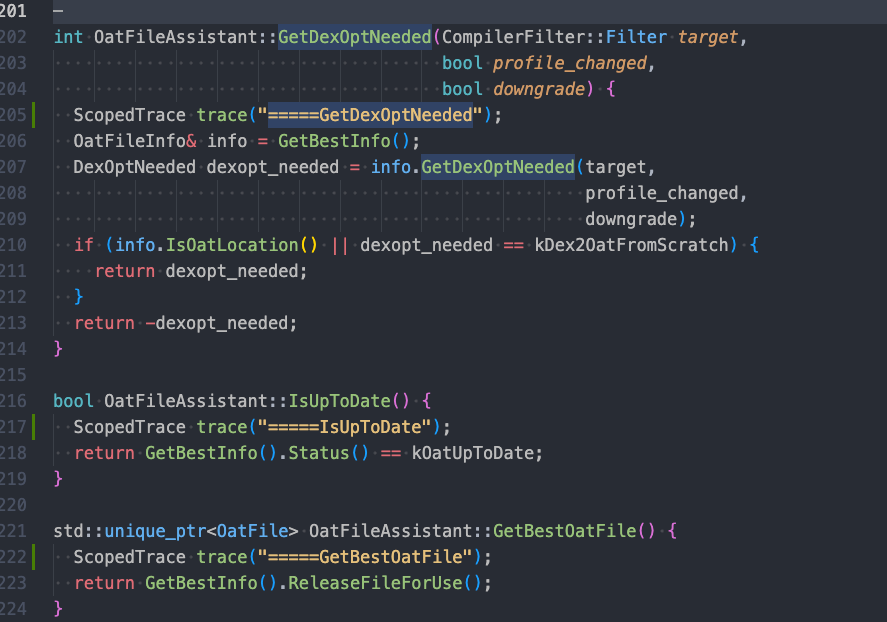 201
202 int OatFileAssistant::GetDexOptNeeded(CompilerFilter::Filter target,
203                                       bool profile_changed,
204                                       bool downgrade) {
205   ScopedTrace trace("=====GetDexOptNeeded");
206   OatFileInfo& info = GetBestInfo();
207   DexOptNeeded dexopt_needed = info.GetDexOptNeeded(target,
208                                                     profile_changed,
209                                                     downgrade);
210   if (info.IsOatLocation() || dexopt_needed == kDex2OatFromScratch) {
211     return dexopt_needed;
212   }
213   return -dexopt_needed;
214 }
215
216 bool OatFileAssistant::IsUpToDate() {
217   ScopedTrace trace("=====IsUpToDate");
218   return GetBestInfo().Status() == kOatUpToDate;
219 }
220
221 std::unique_ptr<OatFile> OatFileAssistant::GetBestOatFile() {
222   ScopedTrace trace("=====GetBestOatFile");
223   return GetBestInfo().ReleaseFileForUse();
224 }